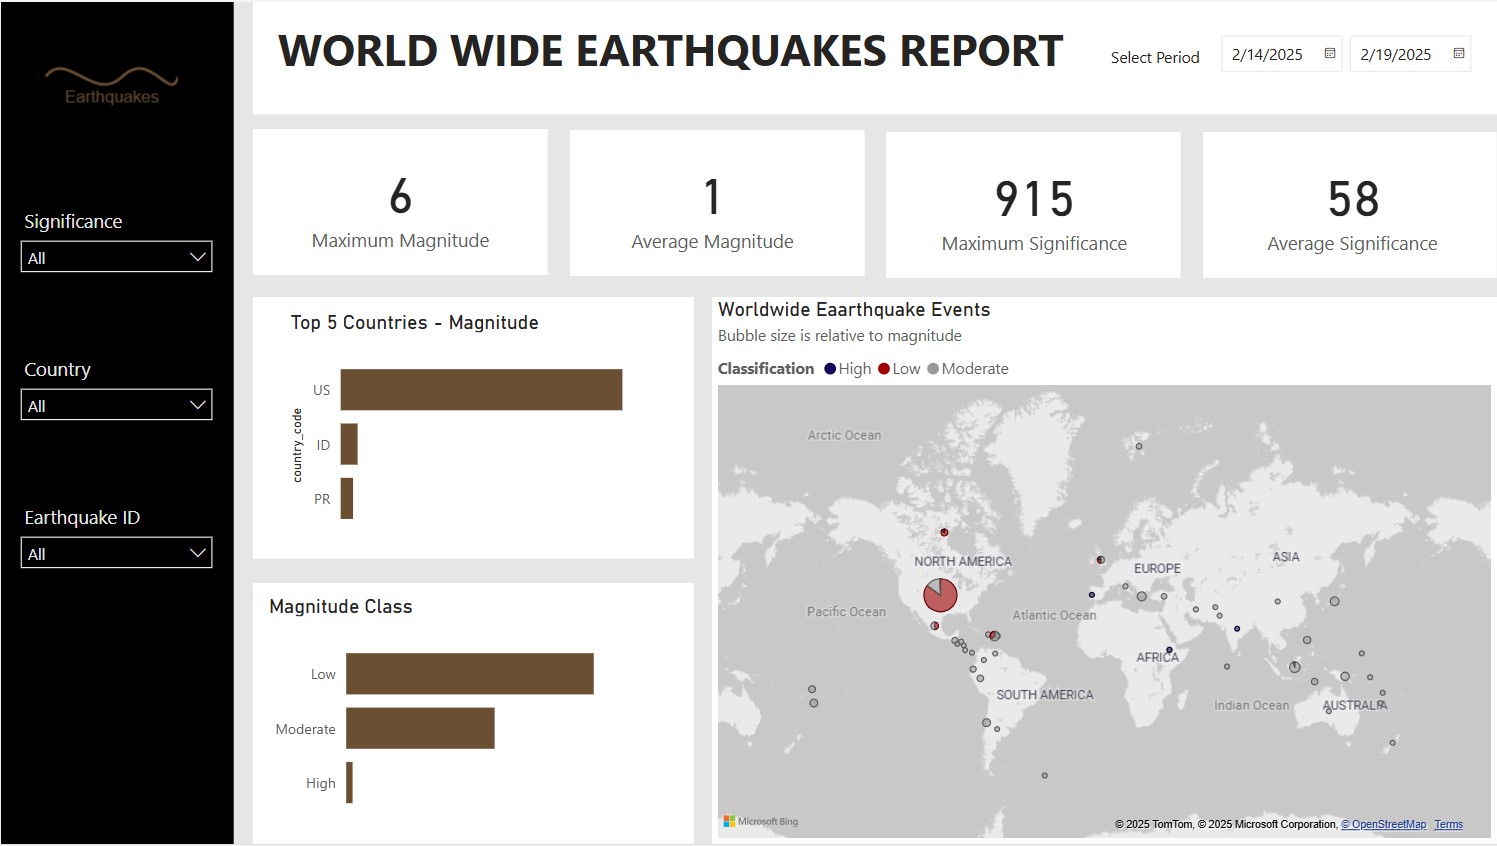 WORLD WIDE EARTHQUAKES REPORT
Select Period
2/14/2025
2/19/2025
Earthquakes
Significance
All
Country
All
Earthquake ID
All
6
Maximum Magnitude
1
Average Magnitude
915
Maximum Significance
58
Average Significance
Top 5 Countries - Magnitude
country_code
US
ID
PR
Magnitude Class
Low
Moderate
High
Worldwide Eaarthquake Events
Bubble size is relative to magnitude
Classification High Low Moderate
Arctic Ocean
NORTH AMERICA
EUROPE
ASIA
Pacific Ocean
Atlantic Ocean
AFRICA
SOUTH AMERICA
Indian Ocean
AUSTRALIA
Microsoft Bing
© 2025 TomTom, © 2025 Microsoft Corporation, © OpenStreetMap Terms